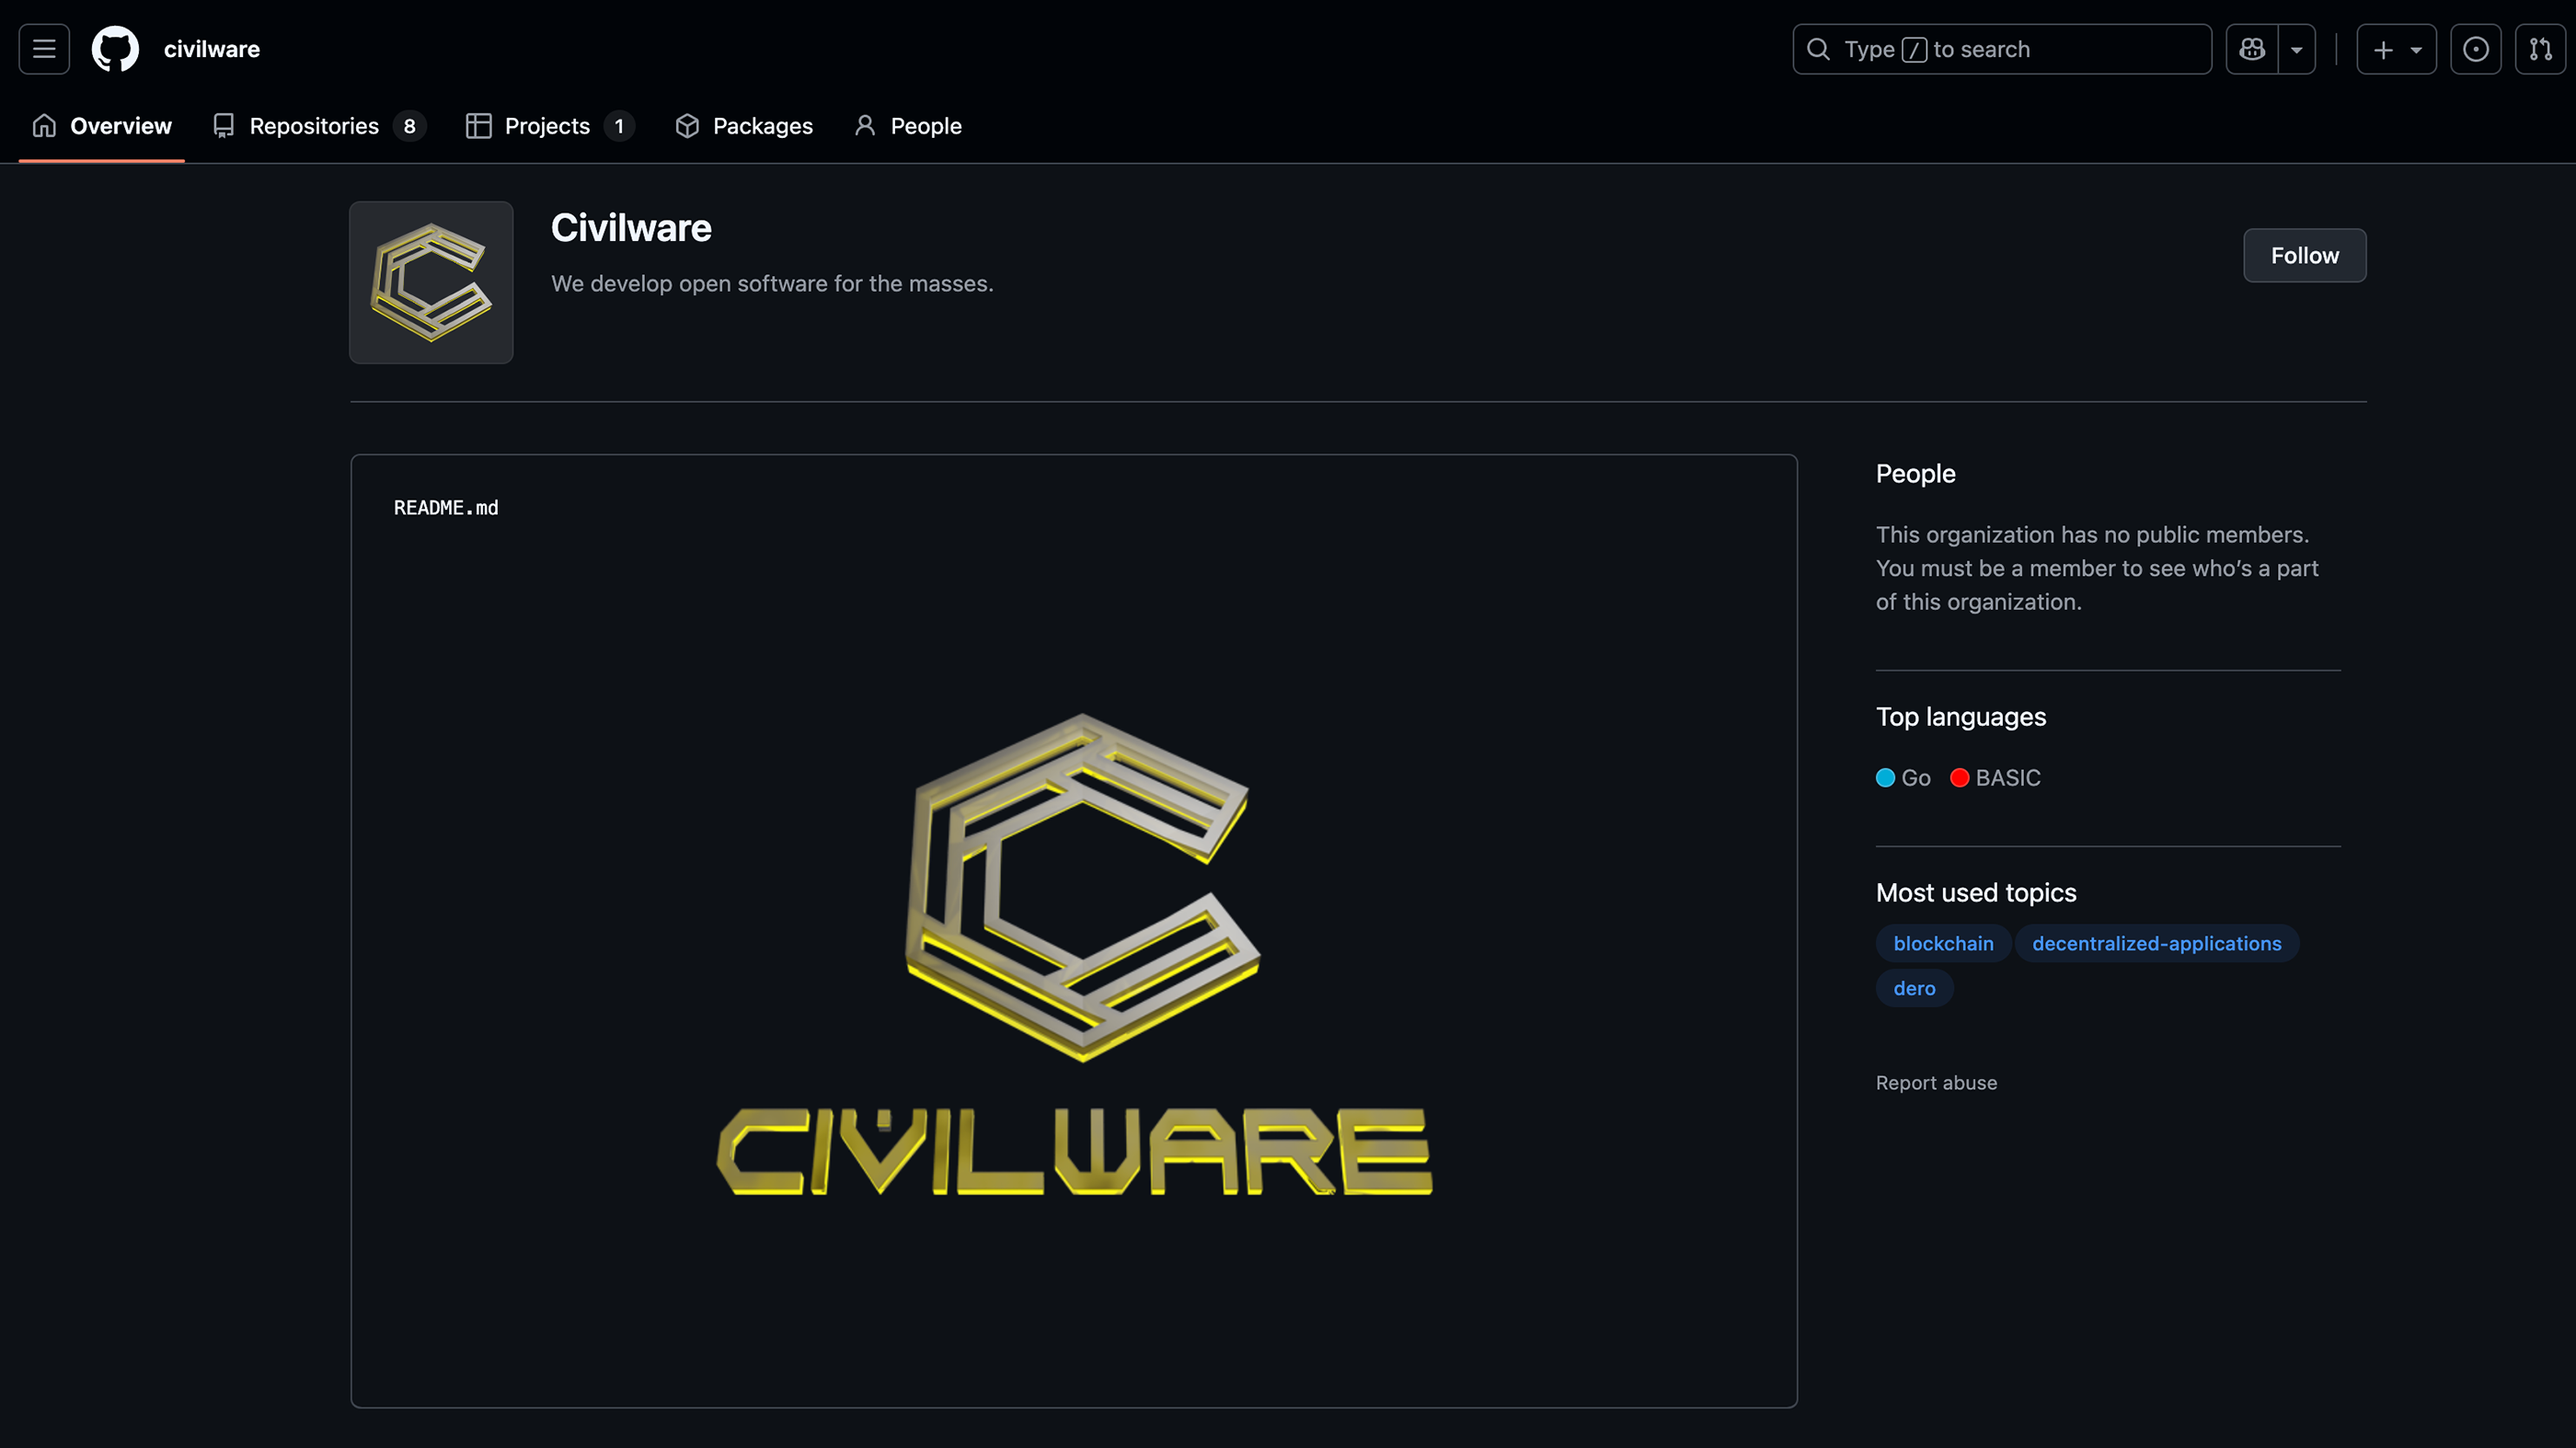 civilware
Type / to search
Overview
Repositories 8
Projects 1
Packages
People
Civilware
We develop open software for the masses.
Follow
README.md
CIVILWARE
People
This organization has no public members.
You must be a member to see who’s a part
of this organization.
Top languages
Go BASIC
Most used topics
blockchain decentralized-applications
dero
Report abuse